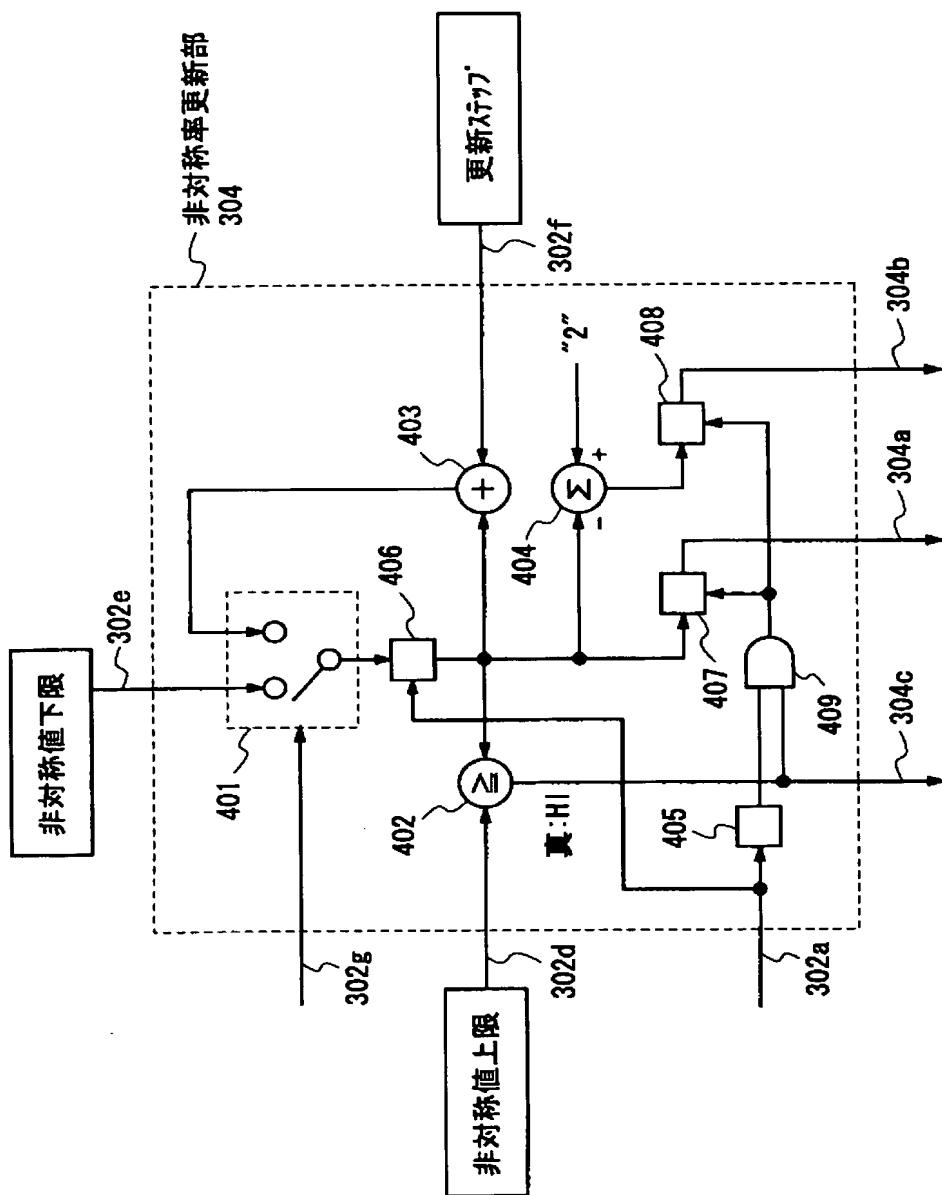 非対称値下限
302e
非対称率更新部
304
401
302g
406
403
302f
更新ステップ
402
真:HI
302d
非対称値上限
≧
+
Σ
+
-
404
"2"
408
407
409
405
302a
304c
304a
304b